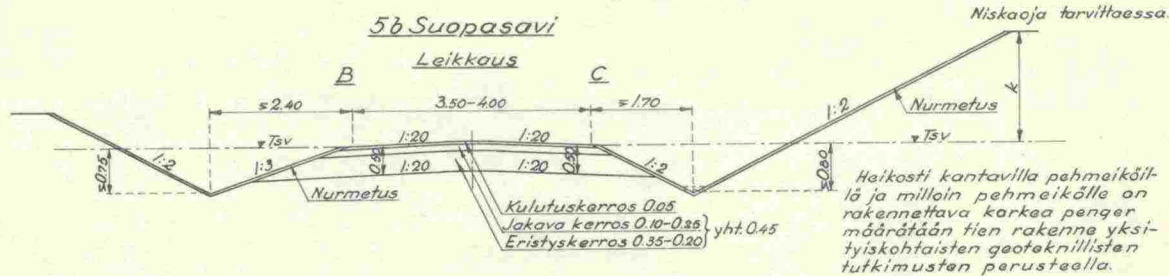 Niskaoja tarvittaessa.
5b Suopasavi
Leikkaus
B
C
≤2.40
3.50-4.00
≤1.70
k
1:2
Nurmetus
Tsv
1:20
1:20
Tsv
≤0.75
1:2
1:3
0.50
1:20
1:20
0.50
1:2
≤0.80
Nurmetus
Kulutuskerros 0.05
Jakava kerros 0.10-0.25
Eristyskerros 0.35-0.20
yht. 0.45
Heikosti kantavilla pehmeiköil-
lä ja milloin pehmeikölle on
rakennettava korkea penger
määrätään tien rakenne yksi-
tyiskohtaisten geoteknillisten
tutkimusten perusteella.